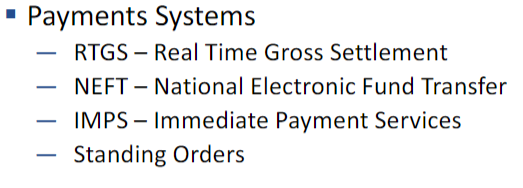 ▪ Payments Systems
— RTGS – Real Time Gross Settlement
— NEFT – National Electronic Fund Transfer
— IMPS – Immediate Payment Services
— Standing Orders